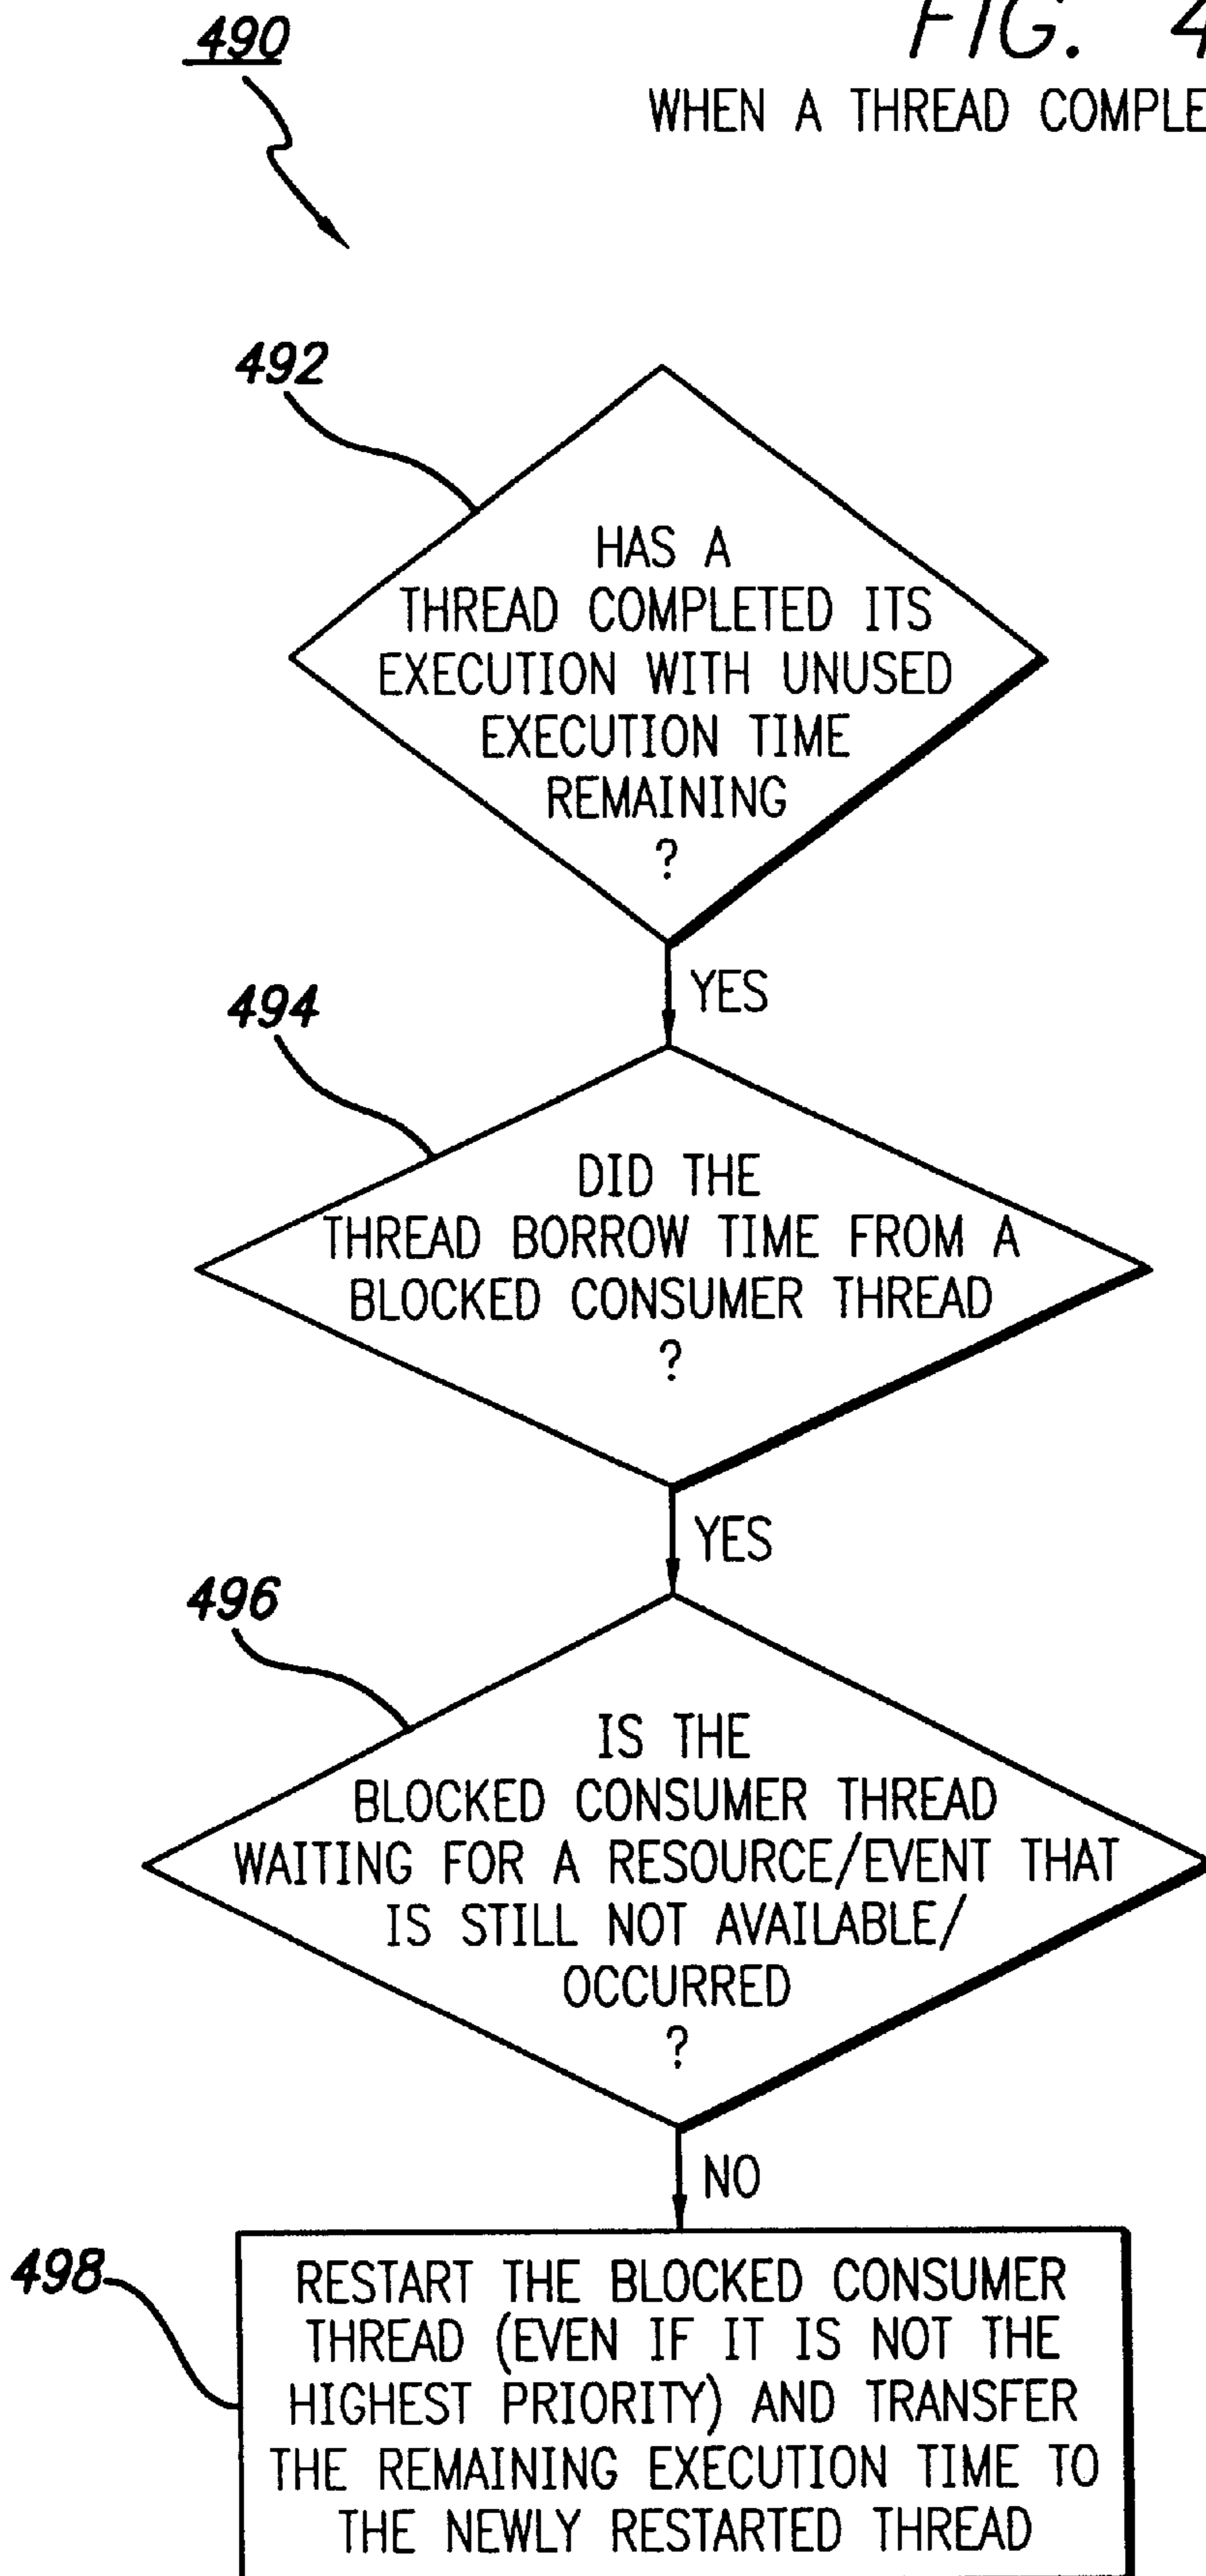 490
FIG. 4
WHEN A THREAD COMPLE
492
HAS A
THREAD COMPLETED ITS
EXECUTION WITH UNUSED
EXECUTION TIME
REMAINING
?
YES
494
DID THE
THREAD BORROW TIME FROM A
BLOCKED CONSUMER THREAD
?
YES
496
IS THE
BLOCKED CONSUMER THREAD
WAITING FOR A RESOURCE/EVENT THAT
IS STILL NOT AVAILABLE/
OCCURRED
?
NO
498
RESTART THE BLOCKED CONSUMER
THREAD (EVEN IF IT IS NOT THE
HIGHEST PRIORITY) AND TRANSFER
THE REMAINING EXECUTION TIME TO
THE NEWLY RESTARTED THREAD